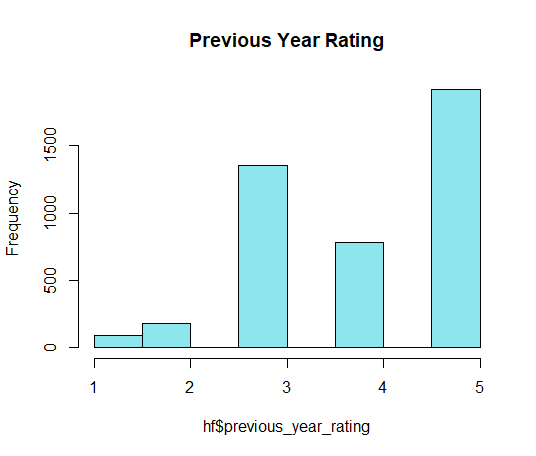 Previous Year Rating
Frequency
1500
1000
500
0
1 2 3 4 5
hf$previous_year_rating